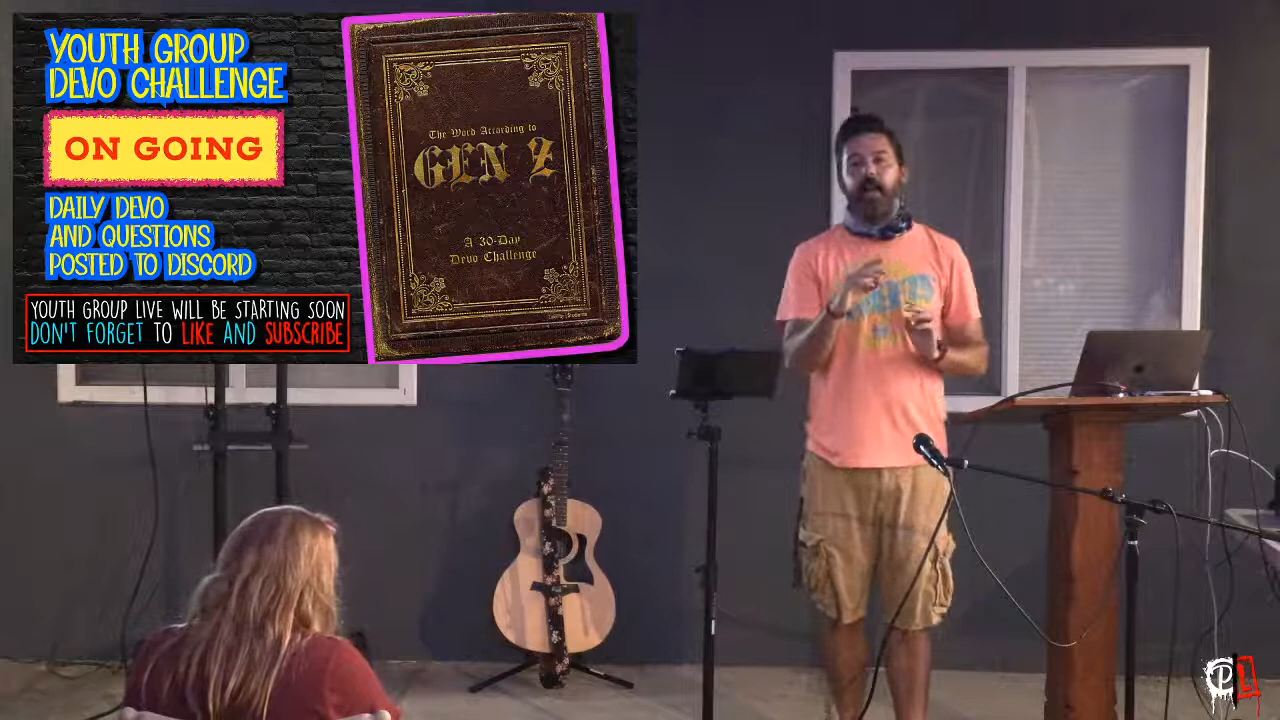 YOUTH GROUP
DEVO CHALLENGE
ON GOING
DAILY DEVO
AND QUESTIONS
POSTED TO DISCORD
YOUTH GROUP LIVE WILL BE STARTING SOON
DON'T FORGET TO LIKE AND SUBSCRIBE
The Word According to
GEN Z
A 30-Day
Devo Challenge